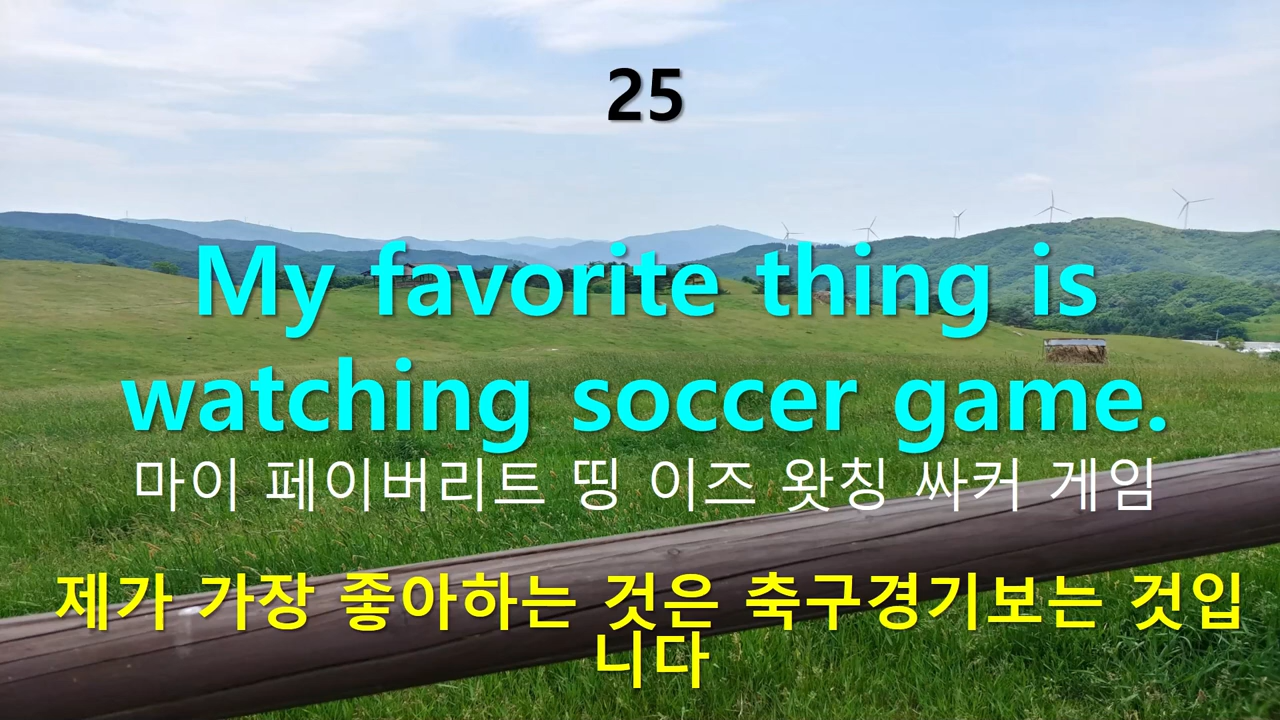 25
My favorite thing is
watching soccer game.
마이 페이버리트 띵 이즈 왓칭 싸커 게임
제가 가장 좋아하는 것은 축구경기보는 것입
니다